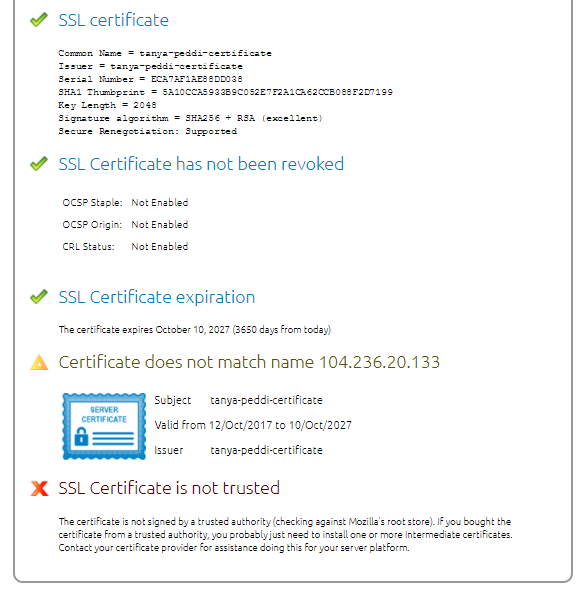 SSL certificate
Common Name = tanya-peddi-certificate
Issuer = tanya-peddi-certificate
Serial Number = ECA7AF1AE88DD038
SHA1 Thumbprint = 5A10CCA5933B9C052E7F2A1CA62CCB088F2D7199
Key Length = 2048
Signature algorithm = SHA256 + RSA (excellent)
Secure Renegotiation: Supported
SSL Certificate has not been revoked
OCSP Staple: Not Enabled
OCSP Origin: Not Enabled
CRL Status: Not Enabled
SSL Certificate expiration
The certificate expires October 10, 2027 (3650 days from today)
Certificate does not match name 104.236.20.133
SERVER
CERTIFICATE
Subject tanya-peddi-certificate
Valid from 12/Oct/2017 to 10/Oct/2027
Issuer tanya-peddi-certificate
SSL Certificate is not trusted
The certificate is not signed by a trusted authority (checking against Mozilla's root store). If you bought the
certificate from a trusted authority, you probably just need to install one or more Intermediate certificates.
Contact your certificate provider for assistance doing this for your server platform.